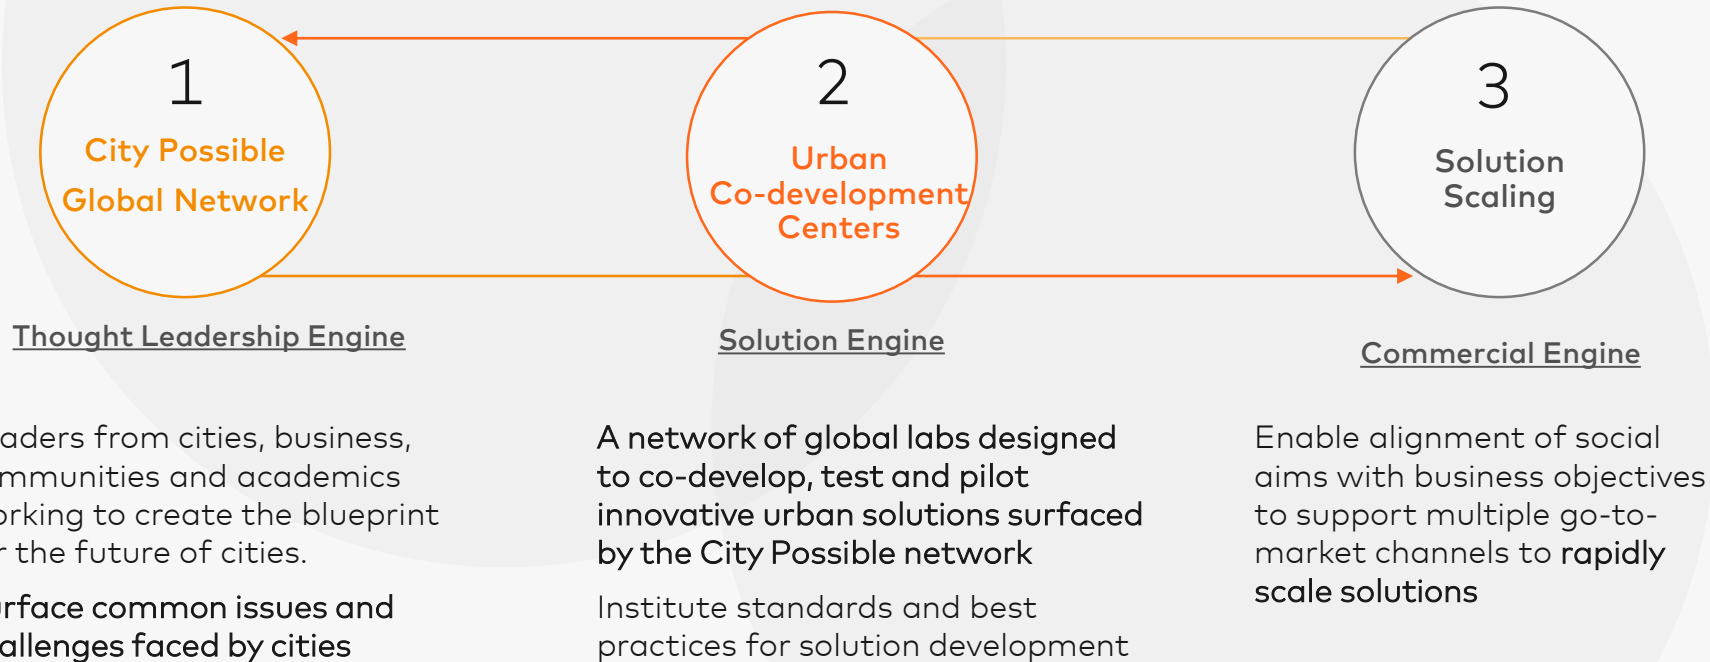 1
City Possible
Global Network
Thought Leadership Engine
aders from cities, business,
mmunities and academics
orking to create the blueprint
r the future of cities.
urface common issues and
allenges faced by cities
2
Urban
Co-development
Centers
Solution Engine
A network of global labs designed
to co-develop, test and pilot
innovative urban solutions surfaced
by the City Possible network
Institute standards and best
practices for solution development
3
Solution
Scaling
Commercial Engine
Enable alignment of social
aims with business objectives
to support multiple go-to-
market channels to rapidly
scale solutions